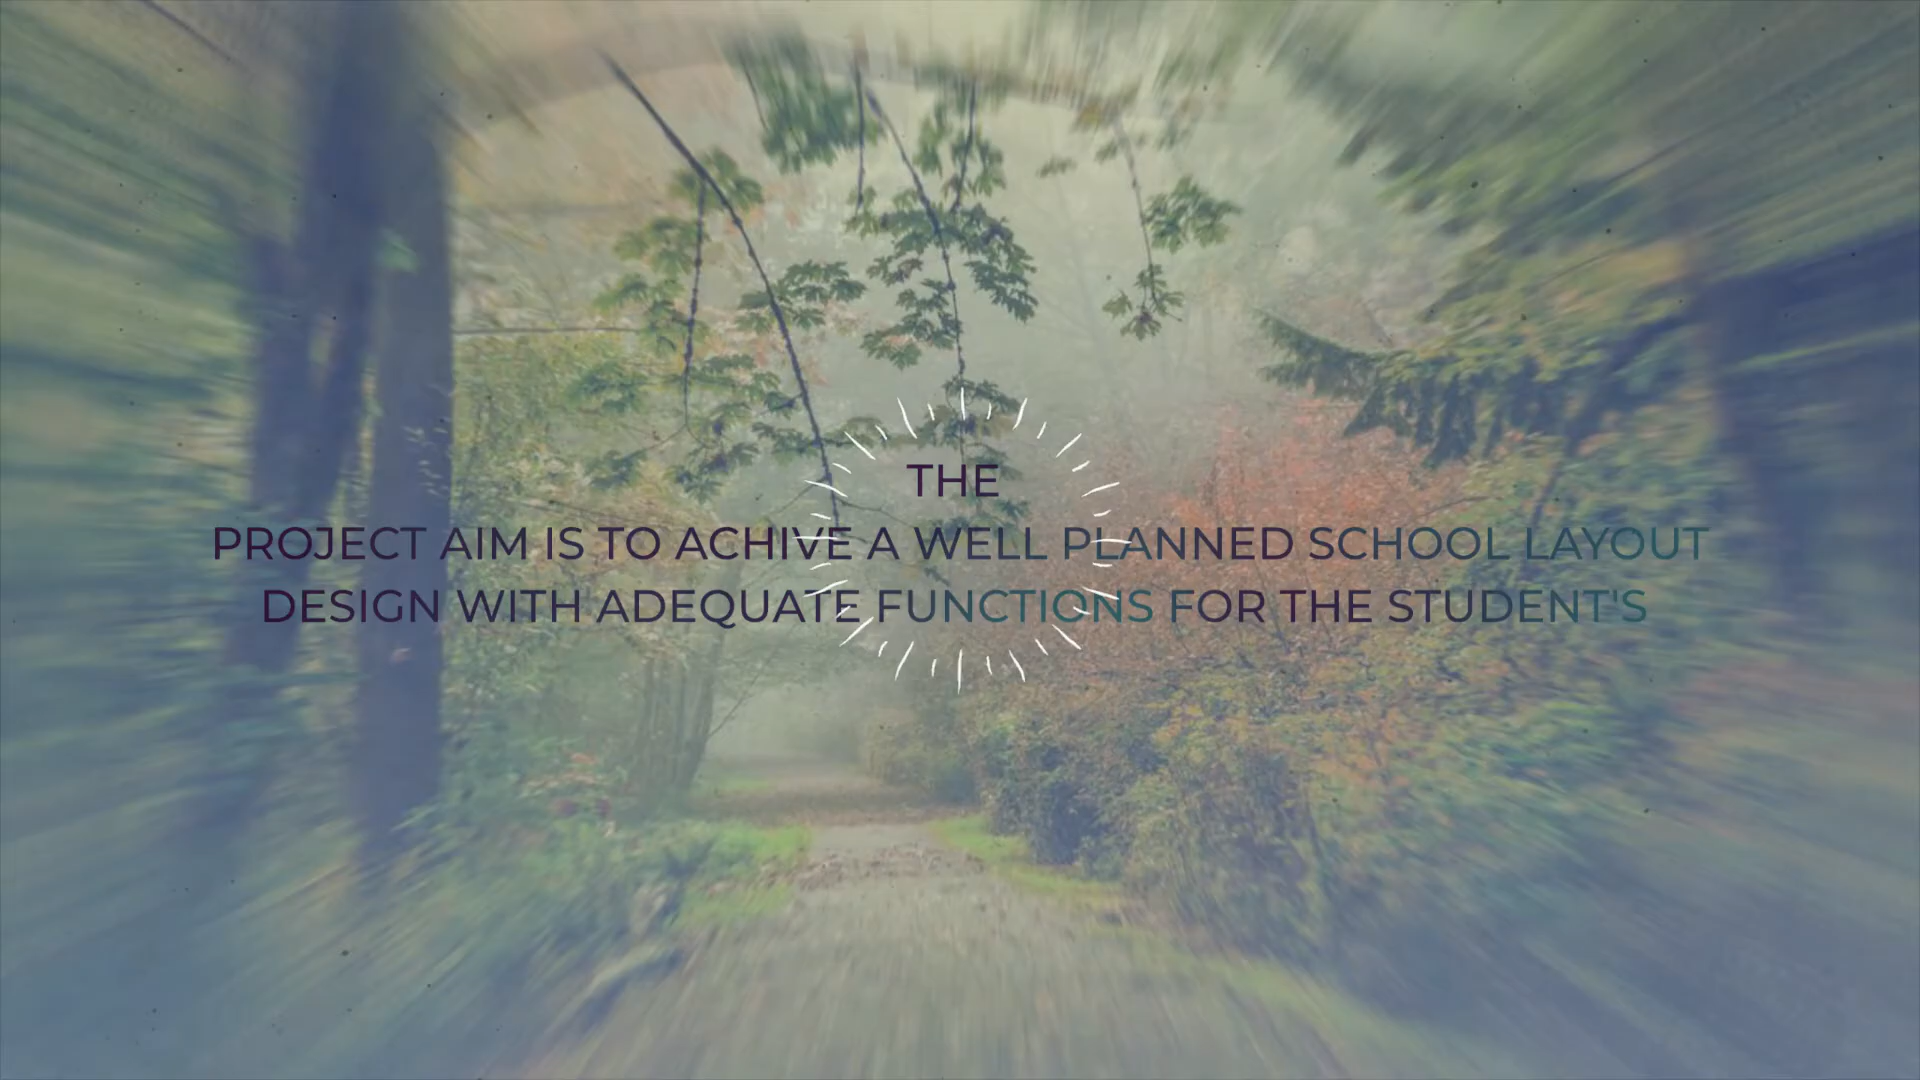 THE
PROJECT AIM IS TO ACHIVE A WELL PLANNED SCHOOL LAYOUT
DESIGN WITH ADEQUATE FUNCTIONS FOR THE STUDENT'S